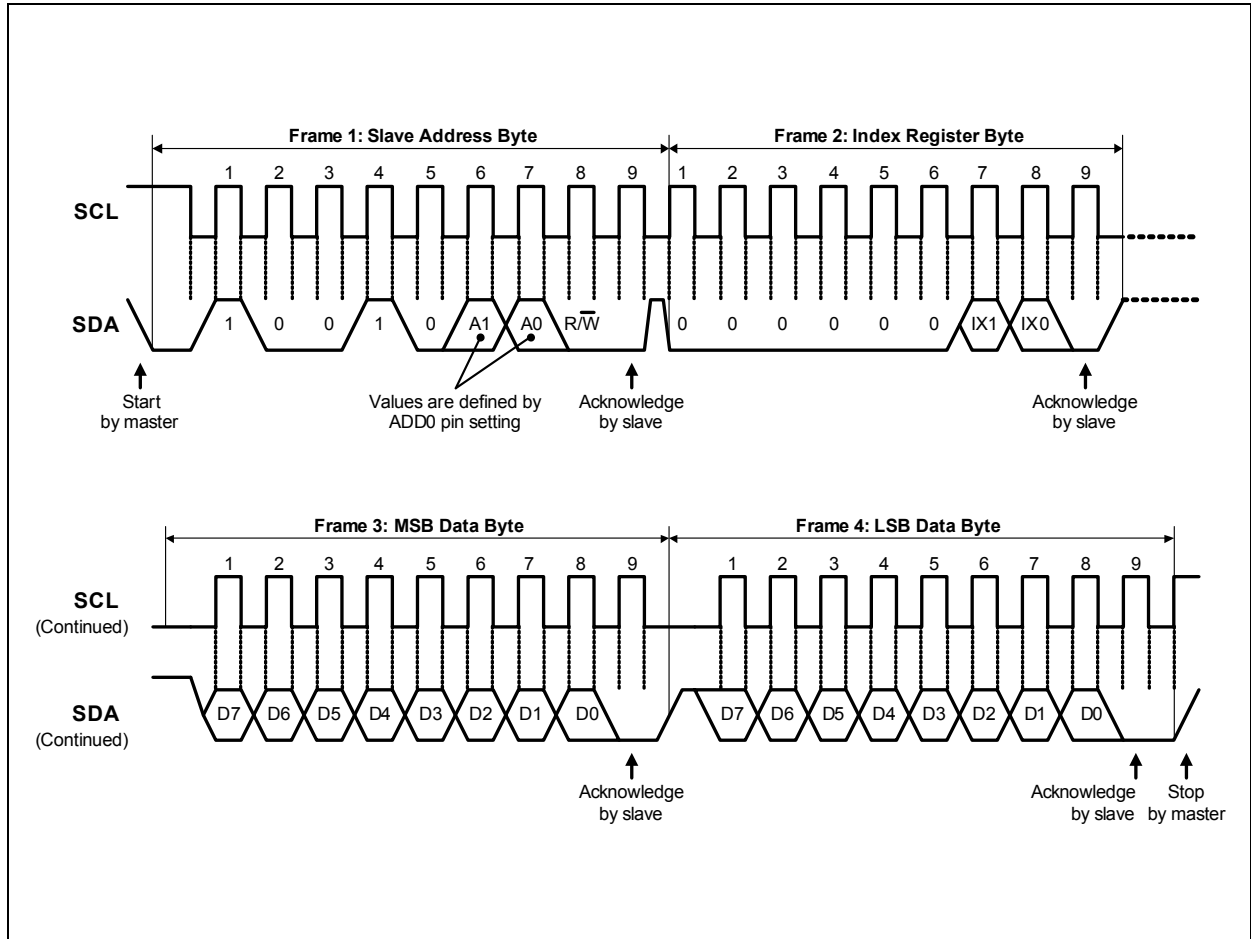 Frame 1: Slave Address Byte Frame 2: Index Register Byte
1 2 3 4 5 6 7 8 9 1 2 3 4 5 6 7 8 9
SCL
SDA 1 0 0 1 0 A1 A0 R/W̅ 0 0 0 0 0 0 IX1 IX0
Start
by master
Values are defined by
ADD0 pin setting
Acknowledge
by slave
Acknowledge
by slave
Frame 3: MSB Data Byte Frame 4: LSB Data Byte
1 2 3 4 5 6 7 8 9 1 2 3 4 5 6 7 8 9
SCL
(Continued)
SDA D7 D6 D5 D4 D3 D2 D1 D0 D7 D6 D5 D4 D3 D2 D1 D0
(Continued)
Acknowledge
by slave
Acknowledge
by slave
Stop
by master